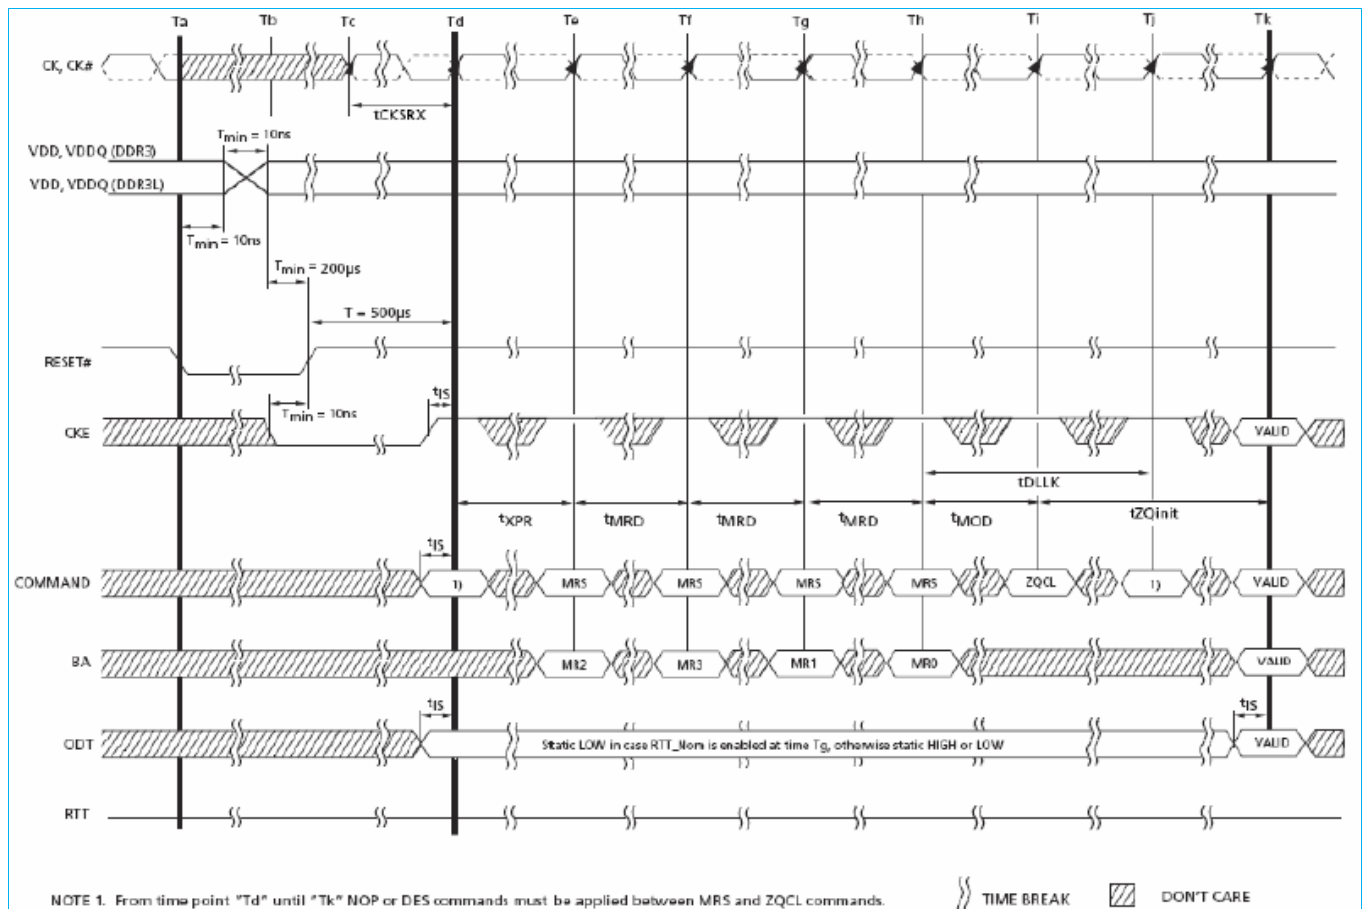 Ta Tb Tc Td Te Tf Tg Th Ti Tj Tk
CK, CK#
tCKSRX
Tmin = 10ns
VDD, VDDQ (DDR3)
VDD, VDDQ (DDR3L)
Tmin = 10ns
Tmin = 200µs
T = 500µs
RESET#
tIS
Tmin = 10ns
CKE VALID
tDLLK
tXPR tMRD tMRD tMRD tMOD tZQinit
tIS
COMMAND 1) MRS MRS MRS MRS ZQCL 1) VALID
BA MR2 MR3 MR1 MR0 VALID
tIS tIS
ODT Static LOW in case RTT_Nom is enabled at time Tg, otherwise static HIGH or LOW VALID
RTT
NOTE 1. From time point "Td" until "Tk" NOP or DES commands must be applied between MRS and ZQCL commands. TIME BREAK DON'T CARE